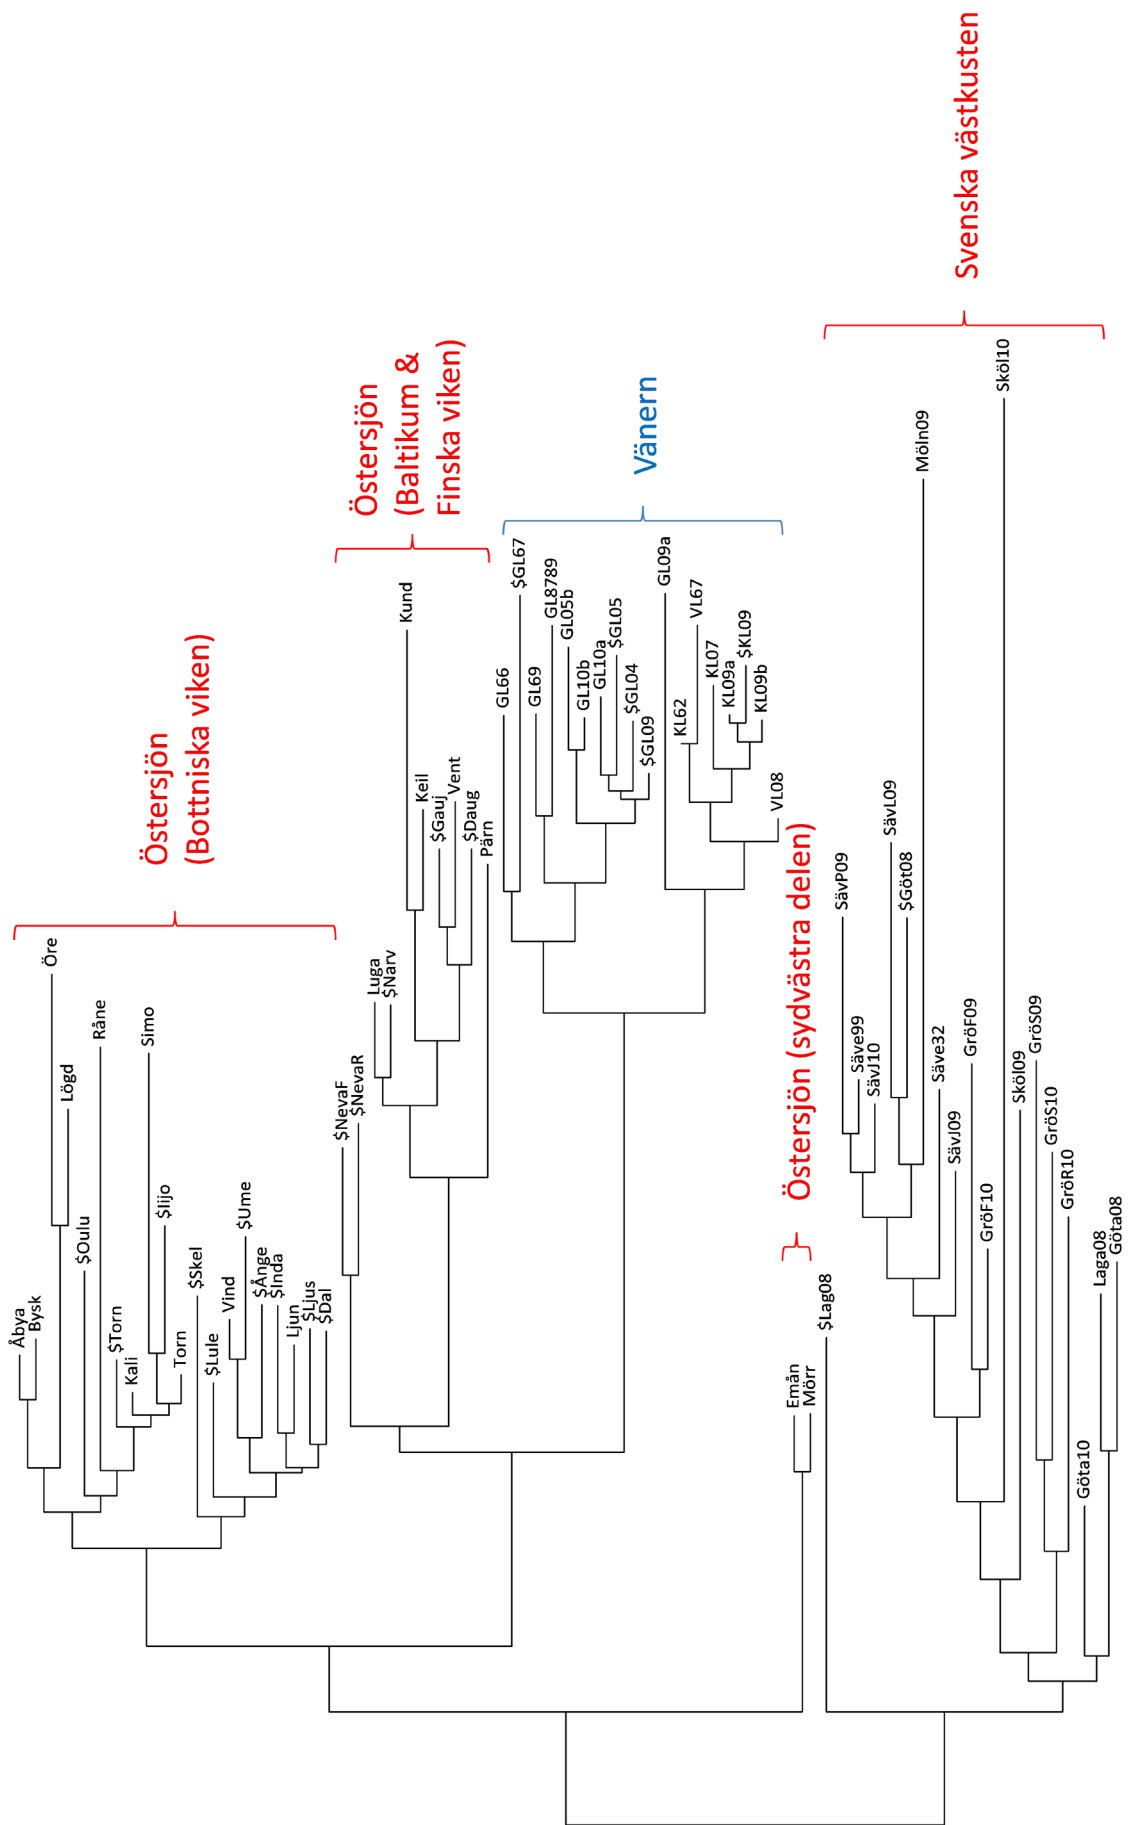 Östersjön
(Bottniska viken)
Åbya
Bysk
Öre
Lögd
$Oulu
Råne
$Torn
Kali
Simo
$Iijo
Torn
$Skel
$Lule
Vind
$Ume
$Ånge
$Inda
Ljun
$Ljus
$Dal
Östersjön
(Baltikum &
Finska viken)
$NevaF
$NevaR
Luga
$Narv
Kund
Keil
$Gauj
Vent
$Daug
Pärn
Vänern
GL66
$GL67
GL69
GL8789
GL05b
GL10b
GL10a
$GL05
$GL04
$GL09
GL09a
KL62
VL67
KL07
KL09a
$KL09
KL09b
VL08
Östersjön (sydvästra delen)
Emån
Mörr
Svenska västkusten
$Lag08
SävP09
Säve99
SävJ10
SävL09
$Göt08
Möln09
Säve32
SävJ09
GröF09
GröF10
Sköl10
Sköl09
GröS09
GröS10
GröR10
Göta10
Laga08
Göta08